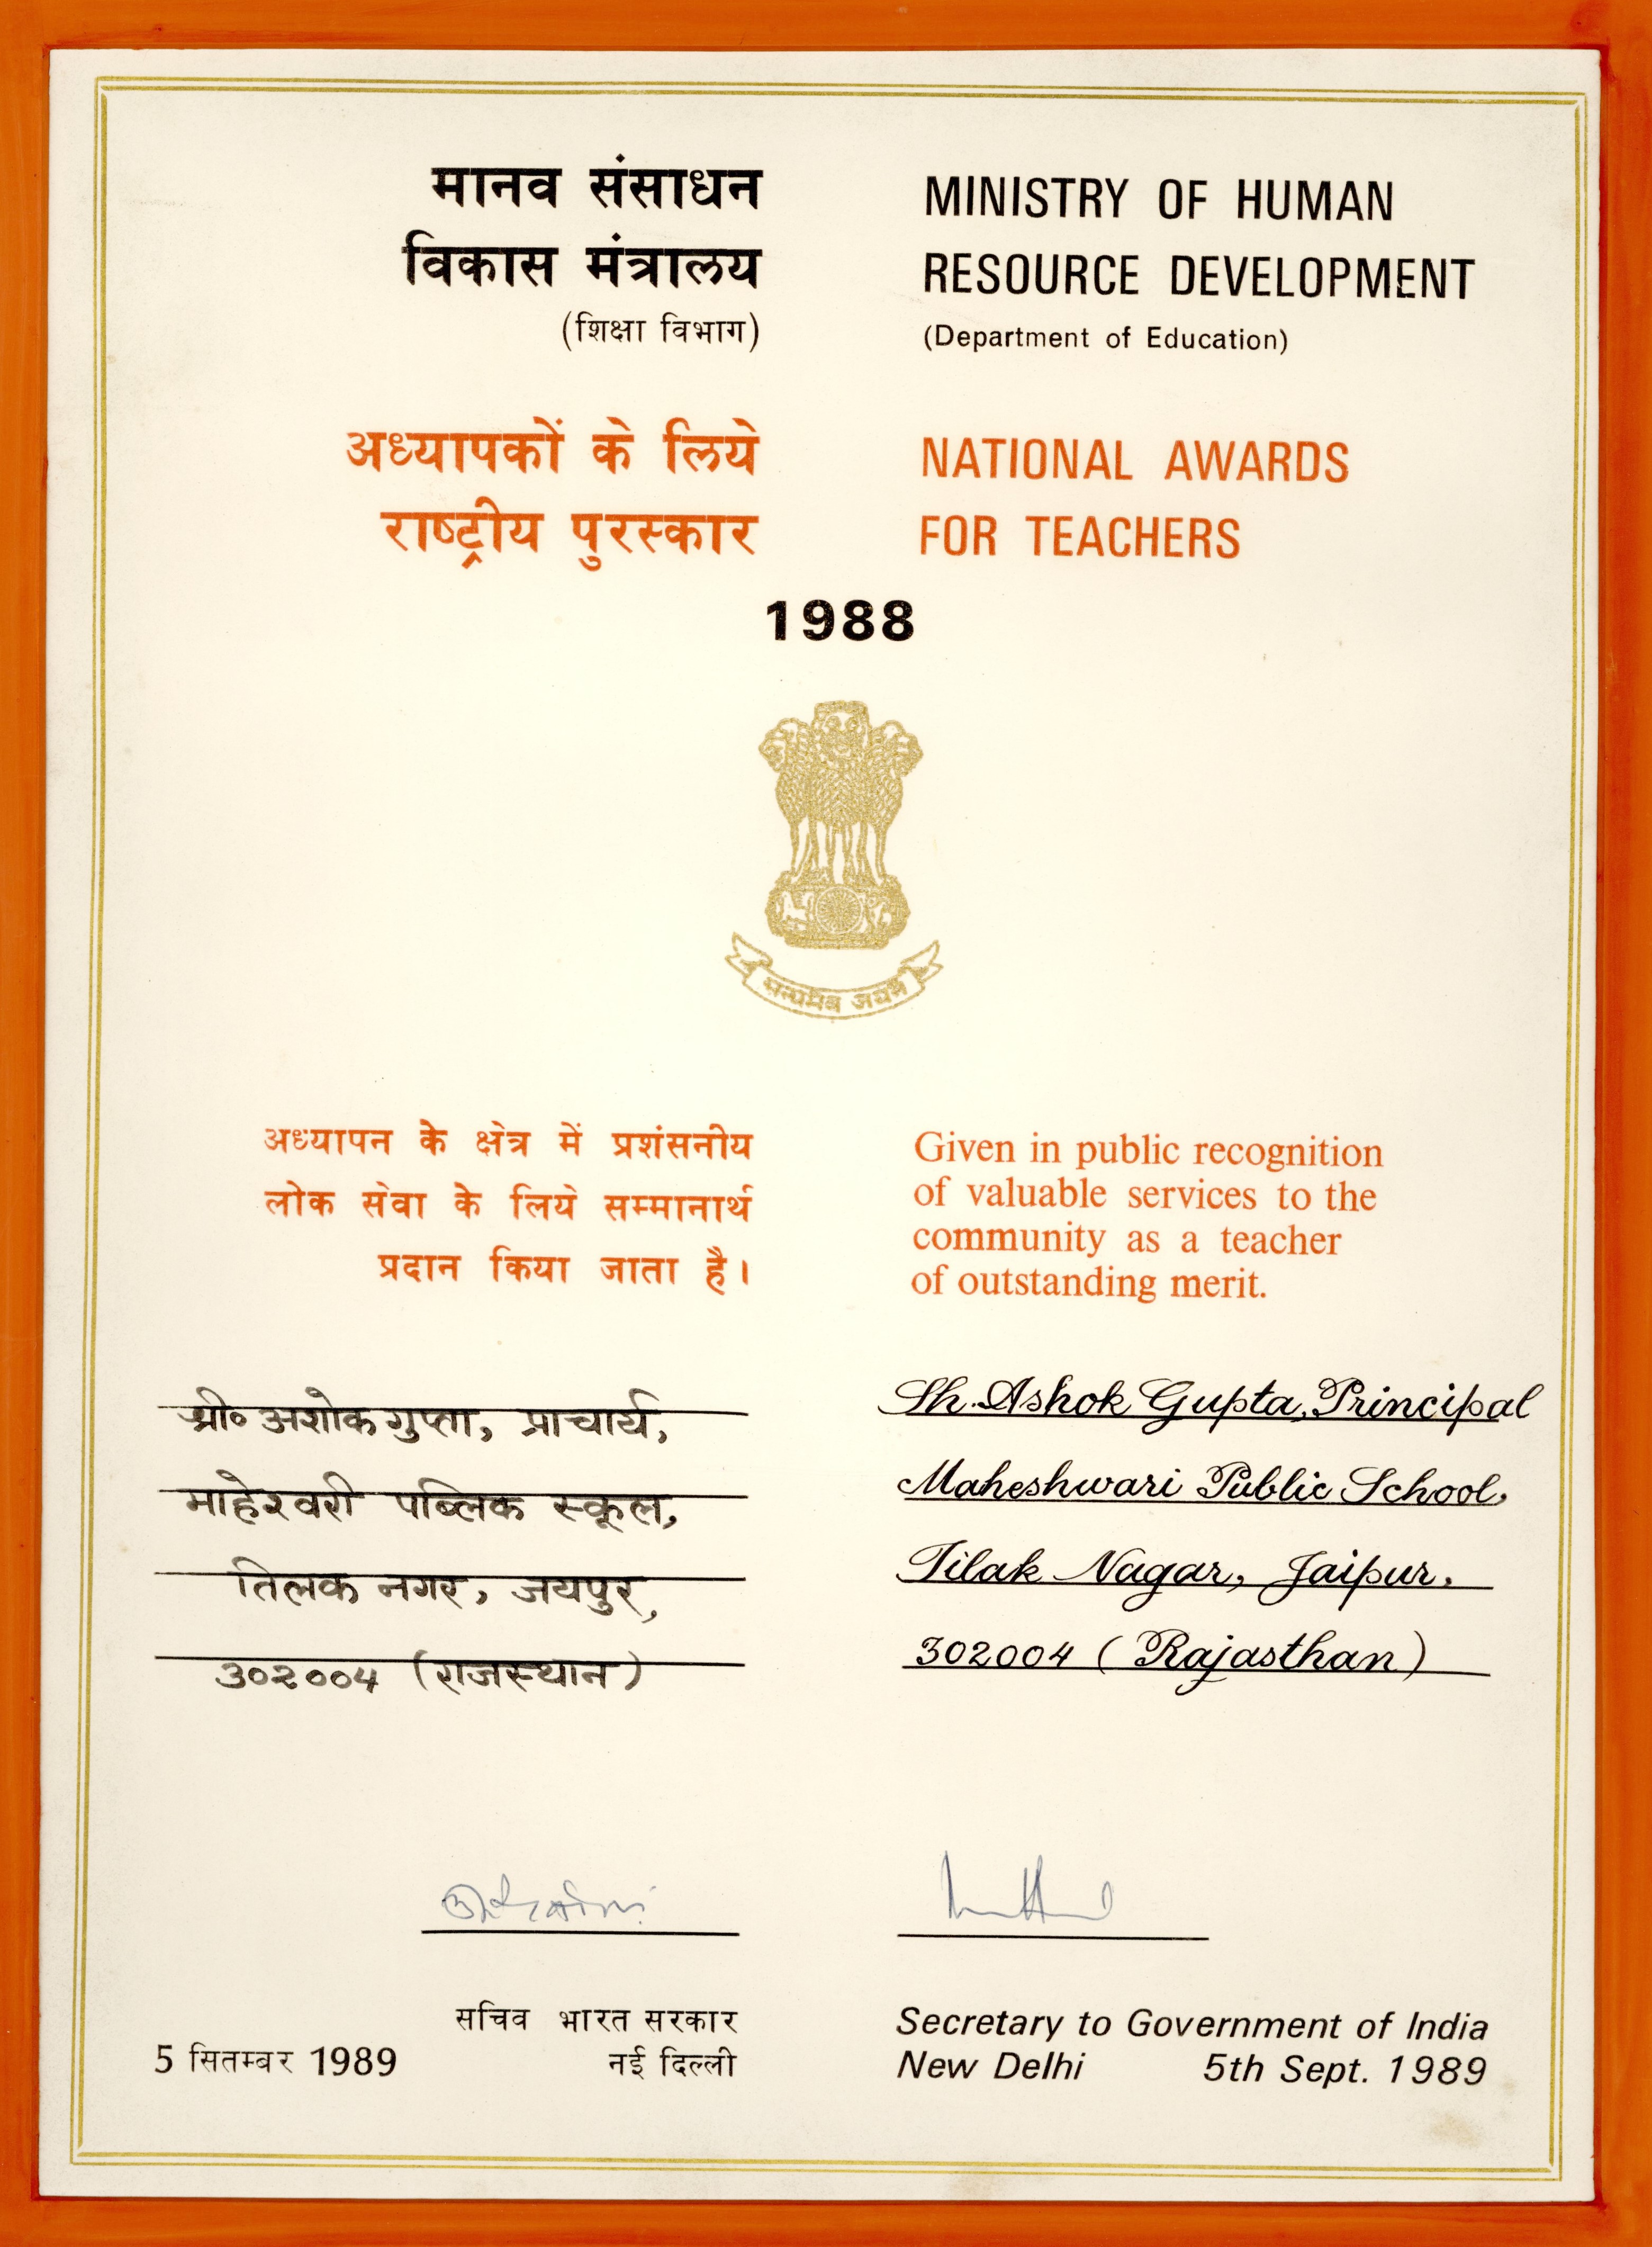 मानव संसाधन
विकास मंत्रालय
(शिक्षा विभाग)
MINISTRY OF HUMAN
RESOURCE DEVELOPMENT
(Department of Education)
अध्यापकों के लिये
राष्ट्रीय पुरस्कार
NATIONAL AWARDS
FOR TEACHERS
1988
सत्यमेव जयते
अध्यापन के क्षेत्र में प्रशंसनीय
लोक सेवा के लिये सम्मानार्थ
प्रदान किया जाता है।
Given in public recognition
of valuable services to the
community as a teacher
of outstanding merit.
श्री॰ अशोक गुप्ता, प्राचार्य,
माहेश्वरी पब्लिक स्कूल,
तिलक नगर, जयपुर,
302004 (राजस्थान)
Sh. Ashok Gupta, Principal
Maheshwari Public School,
Tilak Nagar, Jaipur.
302004 (Rajasthan)
सचिव भारत सरकार
5 सितम्बर 1989 नई दिल्ली
Secretary to Government of India
New Delhi 5th Sept. 1989